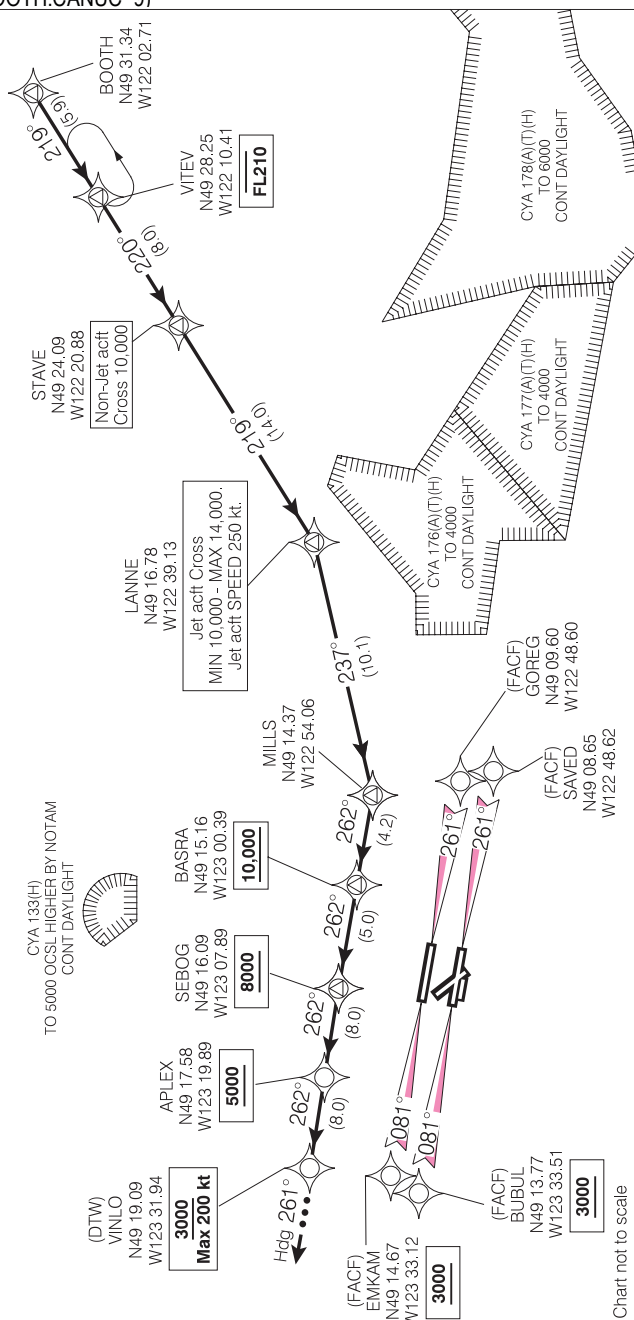 BOOTH
N49 31.34
W122 02.71
219°
(5.9)
VITEV
N49 28.25
W122 10.41
FL210
220°
(8.0)
STAVE
N49 24.09
W122 20.88
Non-Jet acft
Cross 10,000
219°
(14.0)
LANNE
N49 16.78
W122 39.13
Jet acft Cross
MIN 10,000 - MAX 14,000.
Jet acft SPEED 250 kt.
237°
(10.1)
MILLS
N49 14.37
W122 54.06
262°
(4.2)
BASRA
N49 15.16
W123 00.39
10,000
262°
(5.0)
SEBOG
N49 16.09
W123 07.89
8000
262°
(8.0)
APLEX
N49 17.58
W123 19.89
5000
262°
(8.0)
(DTW)
VINLO
N49 19.09
W123 31.94
3000
Max 200 kt
Hdg 261°
CYA 133(H)
TO 5000 OCSL HIGHER BY NOTAM
CONT DAYLIGHT
CYA 178(A)(T)(H)
TO 6000
CONT DAYLIGHT
CYA 177(A)(T)(H)
TO 4000
CONT DAYLIGHT
CYA 176(A)(T)(H)
TO 4000
CONT DAYLIGHT
(FACF)
GOREG
N49 09.60
W122 48.60
(FACF)
SAVED
N49 08.65
W122 48.62
261°
261°
081°
081°
(FACF)
EMKAM
N49 14.67
W123 33.12
3000
(FACF)
BUBUL
N49 13.77
W123 33.51
3000
Chart not to scale